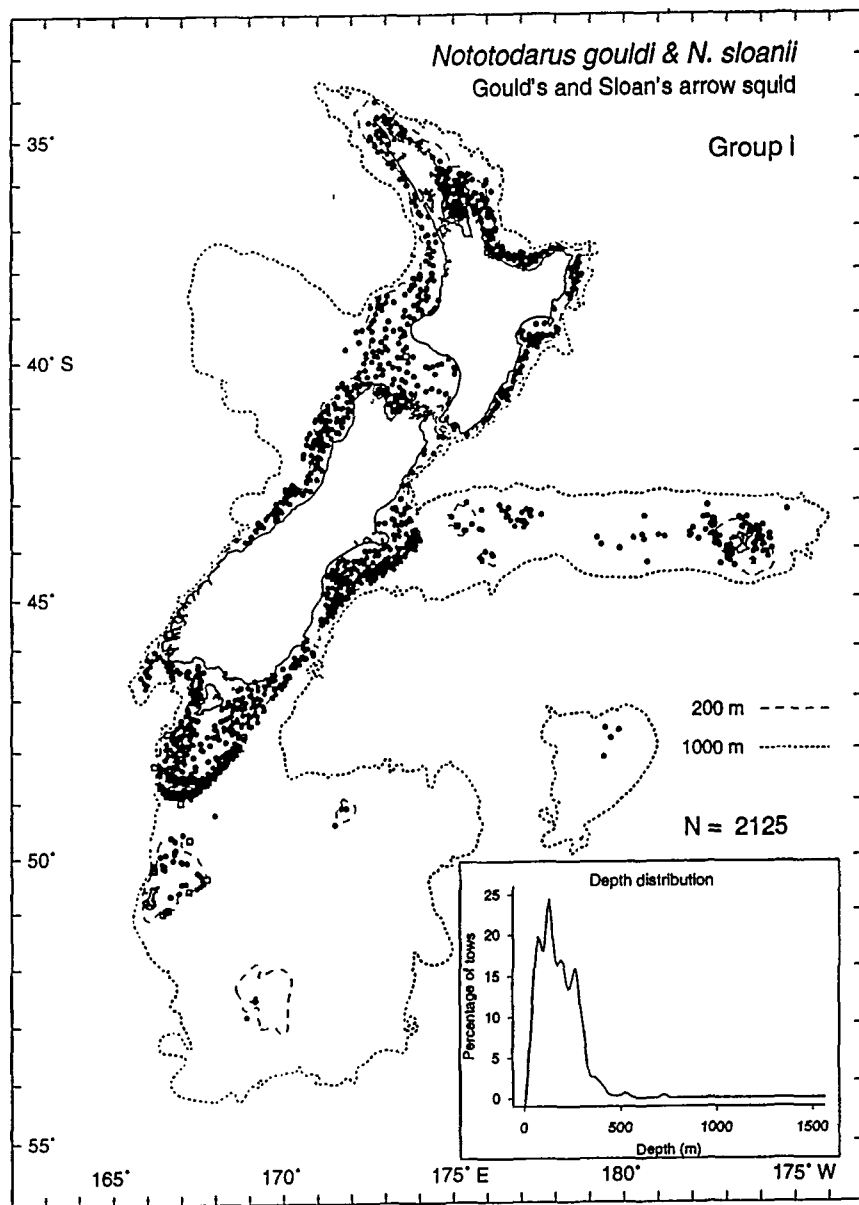 Nototodarus gouldi & N. sloanii
Gould's and Sloan's arrow squid
Group I
35°
40° S
45°
200 m
1000 m
N = 2125
50°
Depth distribution
25
20
15
10
5
0
Percentage of tows
0 500 1000 1500
Depth (m)
55°
165° 170° 175° E 180° 175° W